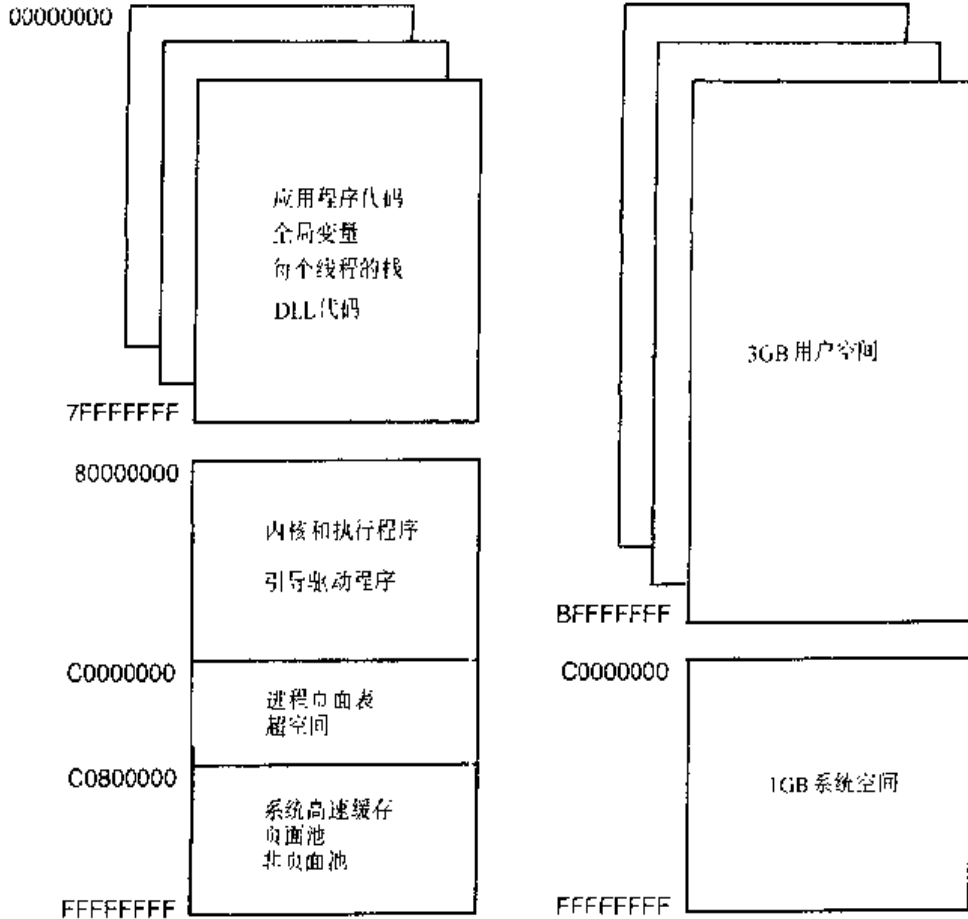 00000000
应用程序代码
全局变量
每个线程的栈
DLL代码
7FFFFFFF
80000000
内核和执行程序
引导驱动程序
C0000000
进程页面表
超空间
C0800000
系统高速缓存
页面池
非页面池
FFFFFFFF
3GB用户空间
BFFFFFFF
C0000000
1GB系统空间
FFFFFFFF